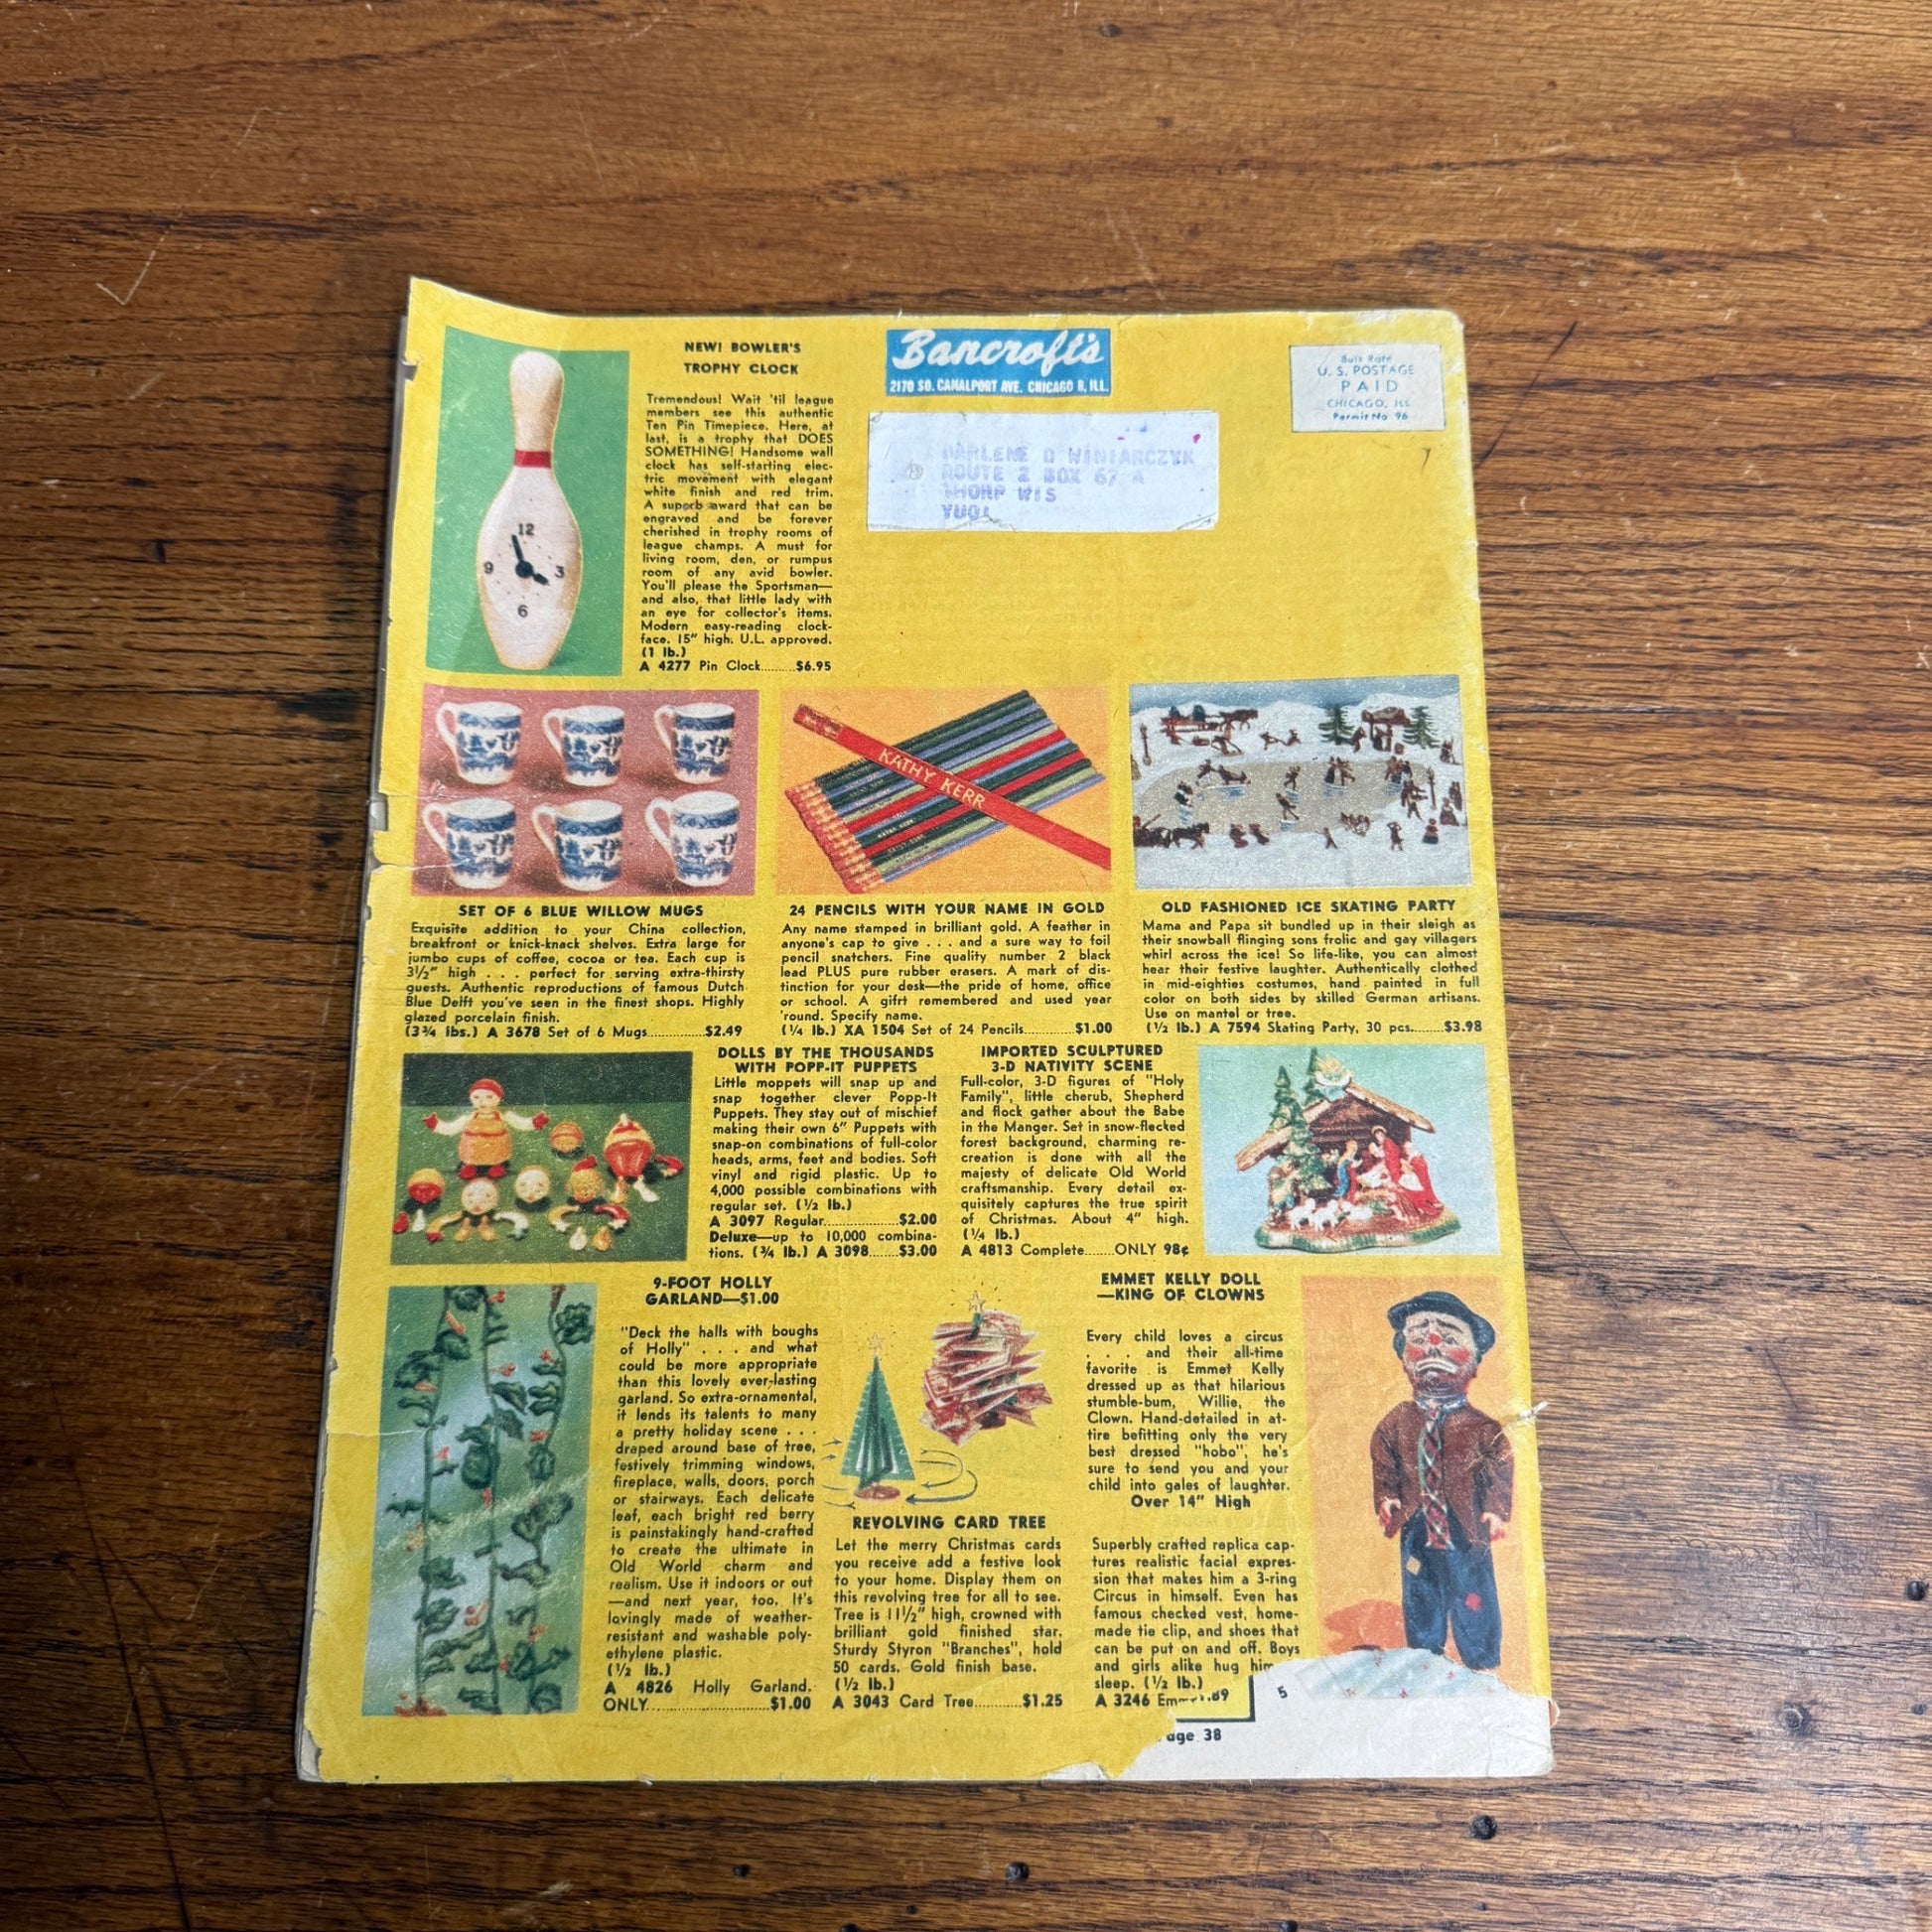 NEW! BOWLER'S
TROPHY CLOCK
Tremendous! Wait 'til league
members see this authentic
Ten Pin Timepiece. Here, at
last, is a trophy that DOES
SOMETHING! Handsome wall
clock has self-starting elec-
tric movement with elegant
white finish and red trim.
A superb award that can be
engraved and be forever
cherished in trophy rooms of
league champs. A must for
living room, den, or rumpus
room of any avid bowler.
You'll please the Sportsman—
and also, that little lady with
an eye for collector's items.
Modern easy-reading clock-
face. 15" high. U.L. approved.
(1 lb.)
A 4277 Pin Clock.........$6.95
12
9 3
6
Bancroft's
2170 SO. CANALPORT AVE. CHICAGO 8, ILL.
DARLENE D WINIARCZYK
ROUTE 2 BOX 67 A
THORP WIS
Bulk Rate
U. S. POSTAGE
PAID
CHICAGO, ILL
Permit No 96
KATHY KERR
SET OF 6 BLUE WILLOW MUGS
Exquisite addition to your China collection,
breakfront or knick-knack shelves. Extra large for
jumbo cups of coffee, cocoa or tea. Each cup is
3½" high . . . perfect for serving extra-thirsty
guests. Authentic reproductions of famous Dutch
Blue Delft you've seen in the finest shops. Highly
glazed porcelain finish.
(3¾ lbs.) A 3678 Set of 6 Mugs.............$2.49
24 PENCILS WITH YOUR NAME IN GOLD
Any name stamped in brilliant gold. A feather in
anyone's cap to give . . . and a sure way to foil
pencil snatchers. Fine quality number 2 black
lead PLUS pure rubber erasers. A mark of dis-
tinction for your desk—the pride of home, office
or school. A gifrt remembered and used year
'round. Specify name.
(¼ lb.) XA 1504 Set of 24 Pencils............$1.00
OLD FASHIONED ICE SKATING PARTY
Mama and Papa sit bundled up in their sleigh as
their snowball flinging sons frolic and gay villagers
whirl across the ice! So life-like, you can almost
hear their festive laughter. Authentically clothed
in mid-eighties costumes, hand painted in full
color on both sides by skilled German artisans.
Use on mantel or tree.
(½ lb.) A 7594 Skating Party, 30 pcs.......$3.98
DOLLS BY THE THOUSANDS
WITH POPP-IT PUPPETS
Little moppets will snap up and
snap together clever Popp-It
Puppets. They stay out of mischief
making their own 6" Puppets with
snap-on combinations of full-color
heads, arms, feet and bodies. Soft
vinyl and rigid plastic. Up to
4,000 possible combinations with
regular set. (½ lb.)
A 3097 Regular...................$2.00
Deluxe—up to 10,000 combina-
tions. (¾ lb.) A 3098.......$3.00
IMPORTED SCULPTURED
3-D NATIVITY SCENE
Full-color, 3-D figures of "Holy
Family", little cherub, Shepherd
and flock gather about the Babe
in the Manger. Set in snow-flecked
forest background, charming re-
creation is done with all the
majesty of delicate Old World
craftsmanship. Every detail ex-
quisitely captures the true spirit
of Christmas. About 4" high.
(¼ lb.)
A 4813 Complete.......ONLY 98¢
9-FOOT HOLLY
GARLAND—$1.00
"Deck the halls with boughs
of Holly" . . . and what
could be more appropriate
than this lovely ever-lasting
garland. So extra-ornamental,
it lends its talents to many
a pretty holiday scene . . .
draped around base of tree,
festively trimming windows,
fireplace, walls, doors, porch
or stairways. Each delicate
leaf, each bright red berry
is painstakingly hand-crafted
to create the ultimate in
Old World charm and
realism. Use it indoors or out
—and next year, too. It's
lovingly made of weather-
resistant and washable poly-
ethylene plastic.
(½ lb.)
A 4826 Holly Garland.
ONLY............................$1.00
REVOLVING CARD TREE
Let the merry Christmas cards
you receive add a festive look
to your home. Display them on
this revolving tree for all to see.
Tree is 11½" high, crowned with
brilliant gold finished star.
Sturdy Styron "Branches", hold
50 cards. Gold finish base.
(½ lb.)
A 3043 Card Tree............$1.25
EMMET KELLY DOLL
—KING OF CLOWNS
Every child loves a circus
. . . and their all-time
favorite is Emmet Kelly
dressed up as that hilarious
stumble-bum, Willie, the
Clown. Hand-detailed in at-
tire befitting only the very
best dressed "hobo", he's
sure to send you and your
child into gales of laughter.
Over 14" High
Superbly crafted replica cap-
tures realistic facial expres-
sion that makes him a 3-ring
Circus in himself. Even has
famous checked vest, home-
made tie clip, and shoes that
can be put on and off. Boys
and girls alike hug him
sleep. (½ lb.)
A 3246 Em .89
5
age 38